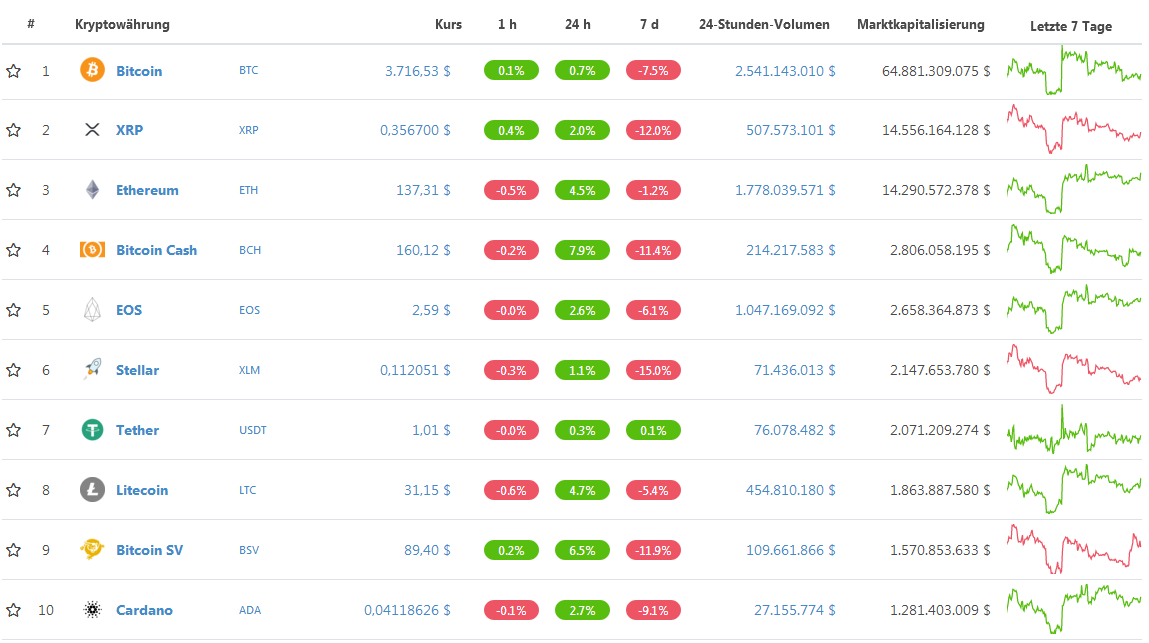 # Kryptowährung Kurs 1 h 24 h 7 d 24-Stunden-Volumen Marktkapitalisierung Letzte 7 Tage
1 Bitcoin BTC 3.716,53 $ 0.1% 0.7% -7.5% 2.541.143.010 $ 64.881.309.075 $
2 XRP XRP 0,356700 $ 0.4% 2.0% -12.0% 507.573.101 $ 14.556.164.128 $
3 Ethereum ETH 137,31 $ -0.5% 4.5% -1.2% 1.778.039.571 $ 14.290.572.378 $
4 Bitcoin Cash BCH 160,12 $ -0.2% 7.9% -11.4% 214.217.583 $ 2.806.058.195 $
5 EOS EOS 2,59 $ -0.0% 2.6% -6.1% 1.047.169.092 $ 2.658.364.873 $
6 Stellar XLM 0,112051 $ -0.3% 1.1% -15.0% 71.436.013 $ 2.147.653.780 $
7 Tether USDT 1,01 $ -0.0% 0.3% 0.1% 76.078.482 $ 2.071.209.274 $
8 Litecoin LTC 31,15 $ -0.6% 4.7% -5.4% 454.810.180 $ 1.863.887.580 $
9 Bitcoin SV BSV 89,40 $ 0.2% 6.5% -11.9% 109.661.866 $ 1.570.853.633 $
10 Cardano ADA 0,04118626 $ -0.1% 2.7% -9.1% 27.155.774 $ 1.281.403.009 $